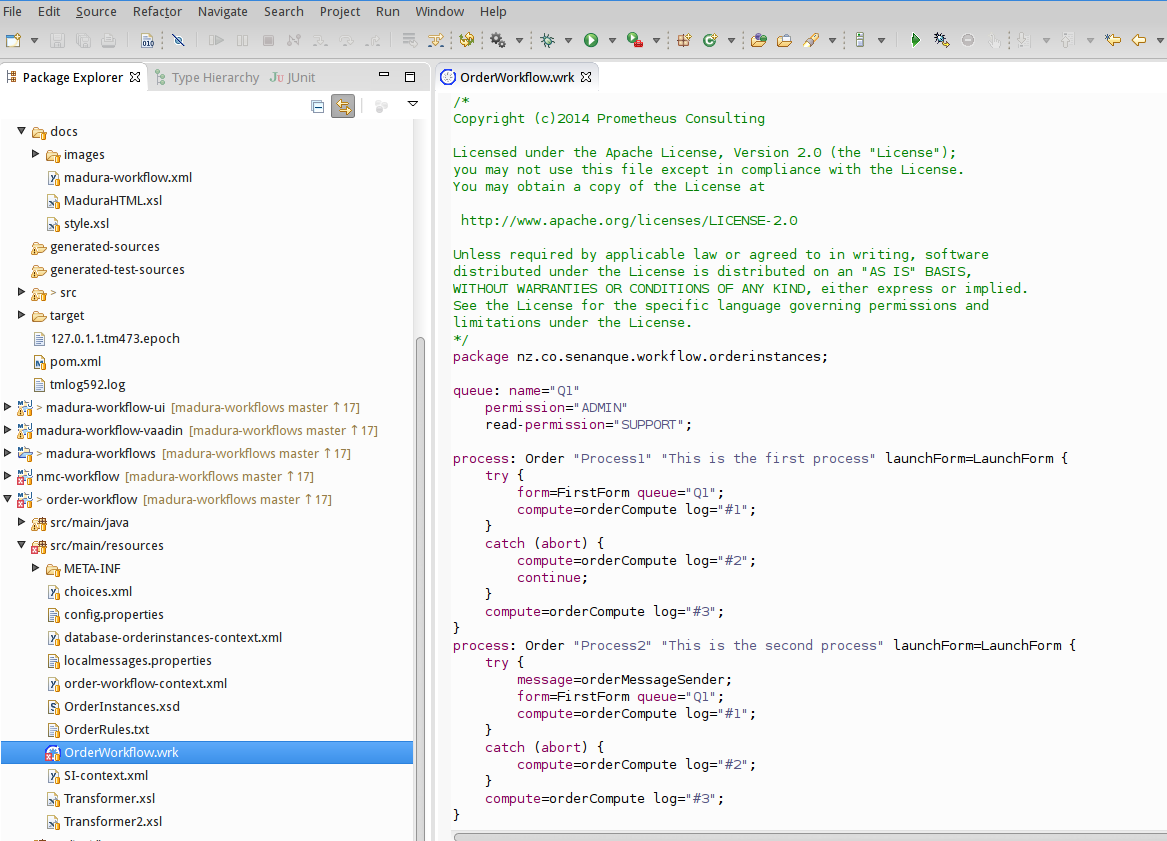 File Edit Source Refactor Navigate Search Project Run Window Help
Package Explorer Type Hierarchy Ju JUnit
docs
images
madura-workflow.xml
MaduraHTML.xsl
style.xsl
generated-sources
generated-test-sources
> src
target
127.0.1.1.tm473.epoch
pom.xml
tmlog592.log
> madura-workflow-ui [madura-workflows master ↑17]
madura-workflow-vaadin [madura-workflows master ↑17]
> madura-workflows [madura-workflows master ↑17]
nmc-workflow [madura-workflows master ↑17]
> order-workflow [madura-workflows master ↑17]
src/main/java
src/main/resources
META-INF
choices.xml
config.properties
database-orderinstances-context.xml
localmessages.properties
order-workflow-context.xml
OrderInstances.xsd
OrderRules.txt
OrderWorkflow.wrk
SI-context.xml
Transformer.xsl
Transformer2.xsl
OrderWorkflow.wrk
/*
Copyright (c)2014 Prometheus Consulting
Licensed under the Apache License, Version 2.0 (the "License");
you may not use this file except in compliance with the License.
You may obtain a copy of the License at
http://www.apache.org/licenses/LICENSE-2.0
Unless required by applicable law or agreed to in writing, software
distributed under the License is distributed on an "AS IS" BASIS,
WITHOUT WARRANTIES OR CONDITIONS OF ANY KIND, either express or implied.
See the License for the specific language governing permissions and
limitations under the License.
*/
package nz.co.senanque.workflow.orderinstances;
queue: name="Q1"
permission="ADMIN"
read-permission="SUPPORT";
process: Order "Process1" "This is the first process" launchForm=LaunchForm {
try {
form=FirstForm queue="Q1";
compute=orderCompute log="#1";
}
catch (abort) {
compute=orderCompute log="#2";
continue;
}
compute=orderCompute log="#3";
}
process: Order "Process2" "This is the second process" launchForm=LaunchForm {
try {
message=orderMessageSender;
form=FirstForm queue="Q1";
compute=orderCompute log="#1";
}
catch (abort) {
compute=orderCompute log="#2";
}
compute=orderCompute log="#3";
}